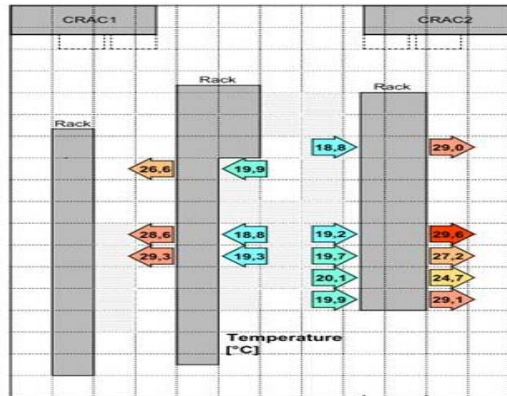 CRAC1 CRAC2
Rack
Rack
Rack
18,8 29,0
26,6 19,9
28,6 18,8 19,2 29,6
29,3 19,3 19,7 27,2
20,1 24,7
19,9 29,1
Temperature
[°C]